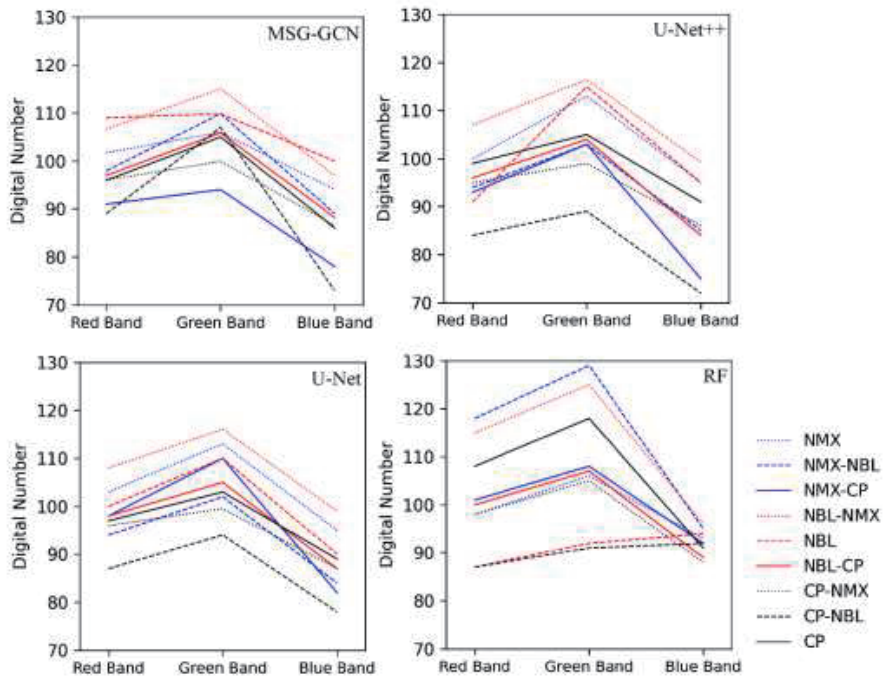 MSG-GCN
130
120
110
100
90
80
70
Digital Number
Red Band Green Band Blue Band
U-Net++
130
120
110
100
90
80
70
Digital Number
Red Band Green Band Blue Band
U-Net
130
120
110
100
90
80
70
Digital Number
Red Band Green Band Blue Band
RF
130
120
110
100
90
80
70
Digital Number
Red Band Green Band Blue Band
NMX
NMX-NBL
NMX-CP
NBL-NMX
NBL
NBL-CP
CP-NMX
CP-NBL
CP